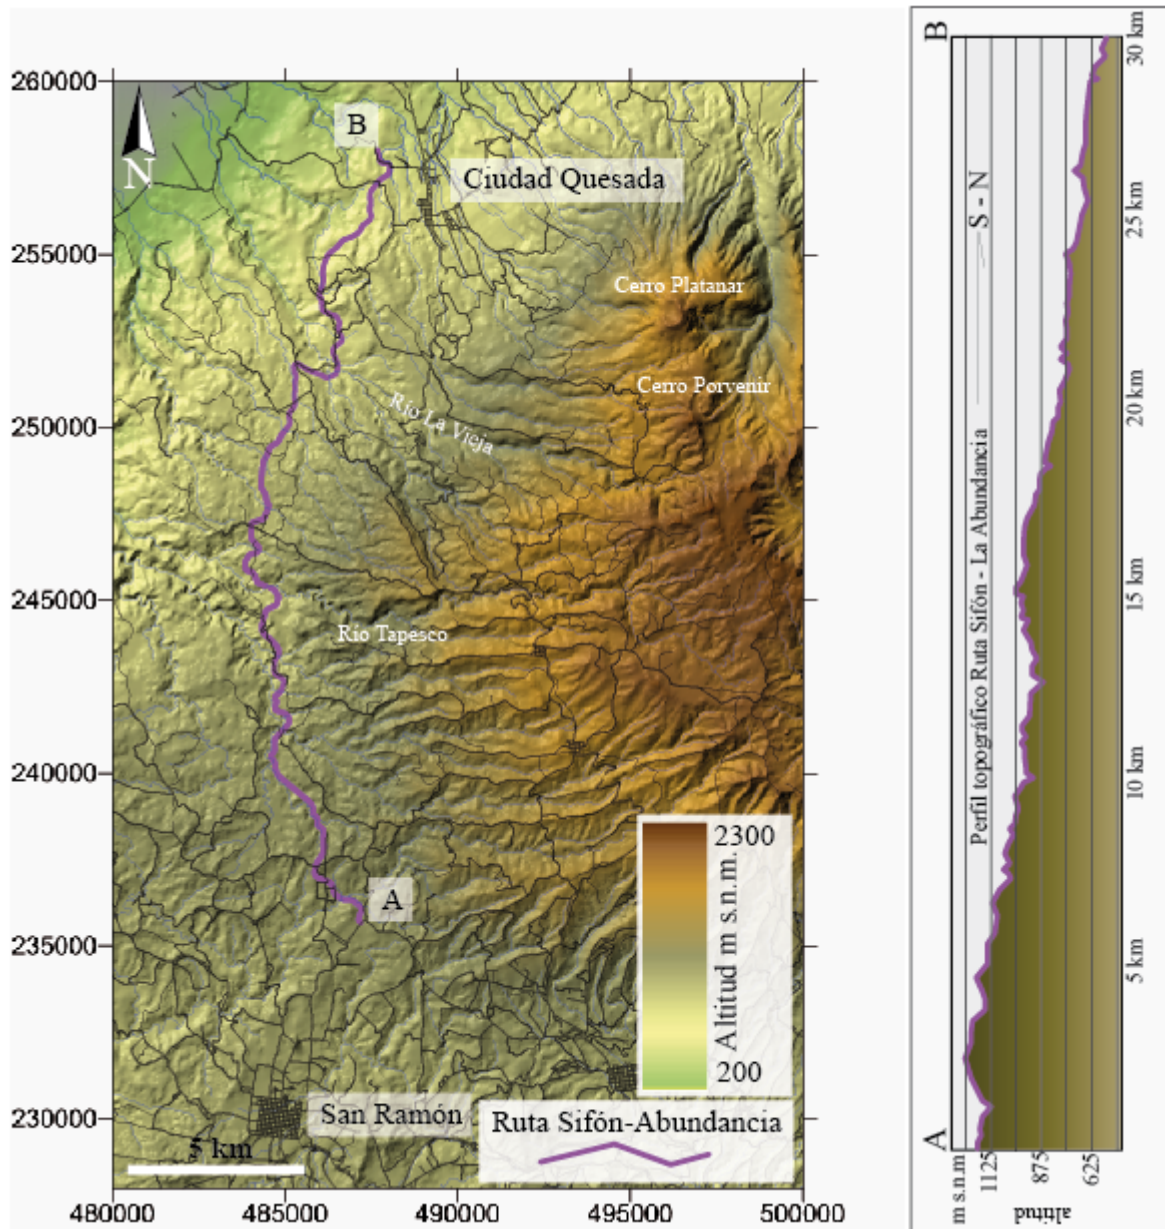 260000
255000
250000
245000
240000
235000
230000
480000
485000
490000
495000
500000
N
B
Ciudad Quesada
Cerro Platanar
Cerro Porvenir
Río La Vieja
Río Tapesco
A
San Ramón
5 km
2300
Altitud m s.n.m.
200
Ruta Sifón-Abundancia
A
B
Perfil topográfico Ruta Sifón - La Abundancia
S - N
5 km
10 km
15 km
20 km
25 km
30 km
m s.n.m
1125
875
625
altitud